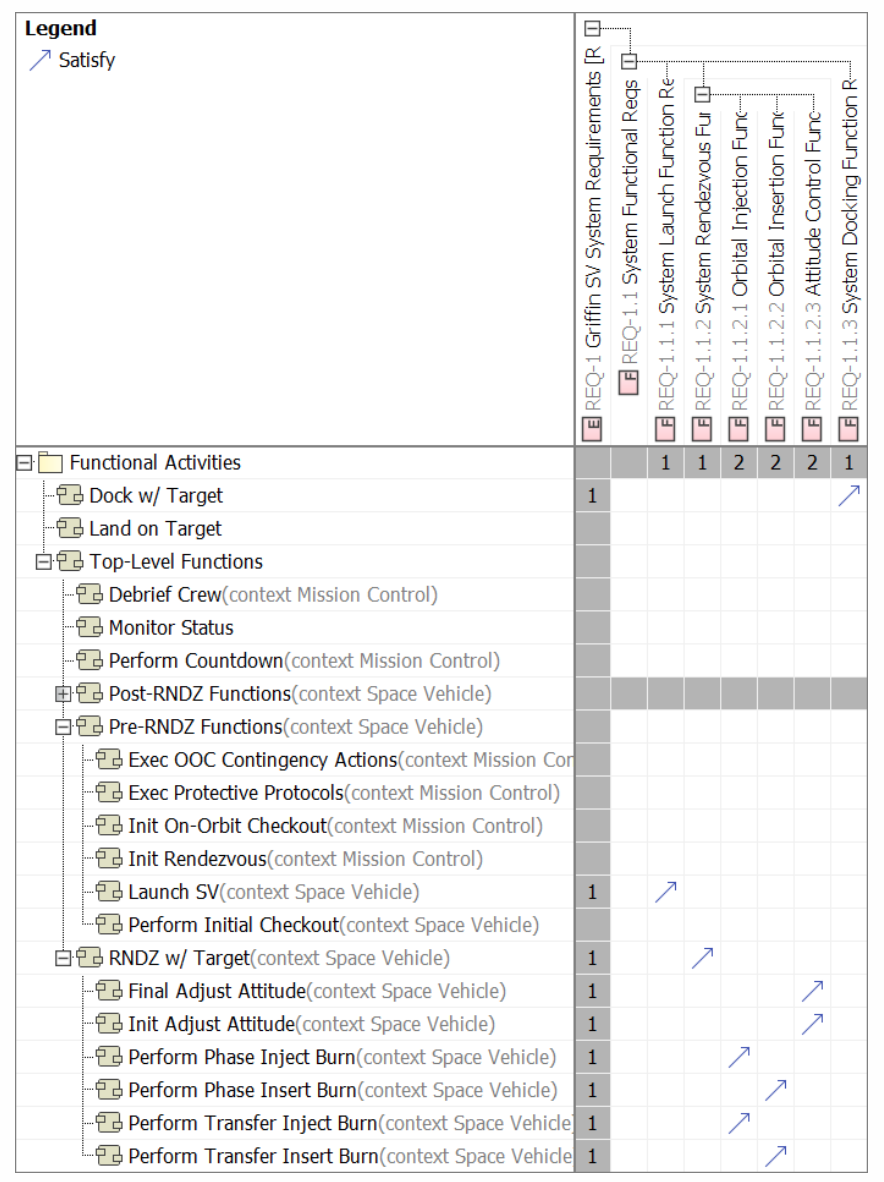 Legend
Satisfy
E REQ-1 Griffin SV System Requirements [R
F REQ-1.1 System Functional Reqs
F REQ-1.1.1 System Launch Function Re
F REQ-1.1.2 System Rendezvous Fun
F REQ-1.1.2.1 Orbital Injection Func
F REQ-1.1.2.2 Orbital Insertion Func
F REQ-1.1.2.3 Attitude Control Func
F REQ-1.1.3 System Docking Function R
Functional Activities 1 1 2 2 2 1
Dock w/ Target 1
Land on Target
Top-Level Functions
Debrief Crew(context Mission Control)
Monitor Status
Perform Countdown(context Mission Control)
Post-RNDZ Functions(context Space Vehicle)
Pre-RNDZ Functions(context Space Vehicle)
Exec OOC Contingency Actions(context Mission Con
Exec Protective Protocols(context Mission Control)
Init On-Orbit Checkout(context Mission Control)
Init Rendezvous(context Mission Control)
Launch SV(context Space Vehicle) 1
Perform Initial Checkout(context Space Vehicle)
RNDZ w/ Target(context Space Vehicle) 1
Final Adjust Attitude(context Space Vehicle) 1
Init Adjust Attitude(context Space Vehicle) 1
Perform Phase Inject Burn(context Space Vehicle) 1
Perform Phase Insert Burn(context Space Vehicle) 1
Perform Transfer Inject Burn(context Space Vehicle) 1
Perform Transfer Insert Burn(context Space Vehicle 1